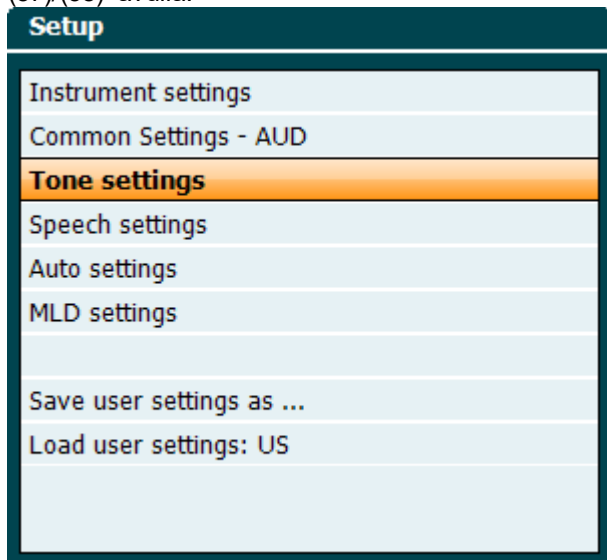 Setup
Instrument settings
Common Settings - AUD
Tone settings
Speech settings
Auto settings
MLD settings
Save user settings as ...
Load user settings: US